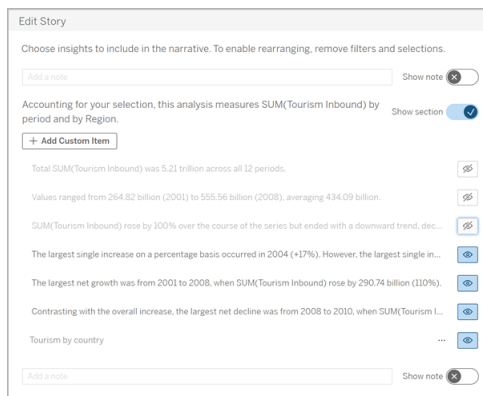 Edit Story
Choose insights to include in the narrative. To enable rearranging, remove filters and selections.
Add a note
Show note
Accounting for your selection, this analysis measures SUM(Tourism Inbound) by
period and by Region.
Show section
+ Add Custom Item
Total SUM(Tourism Inbound) was 5.21 trillion across all 12 periods.
Values ranged from 264.82 billion (2001) to 555.56 billion (2008), averaging 434.09 billion.
SUM(Tourism Inbound) rose by 100% over the course of the series but ended with a downward trend, dec...
The largest single increase on a percentage basis occurred in 2004 (+17%). However, the largest single in...
The largest net growth was from 2001 to 2008, when SUM(Tourism Inbound) rose by 290.74 billion (110%).
Contrasting with the overall increase, the largest net decline was from 2008 to 2010, when SUM(Tourism I...
Tourism by country
...
Add a note
Show note